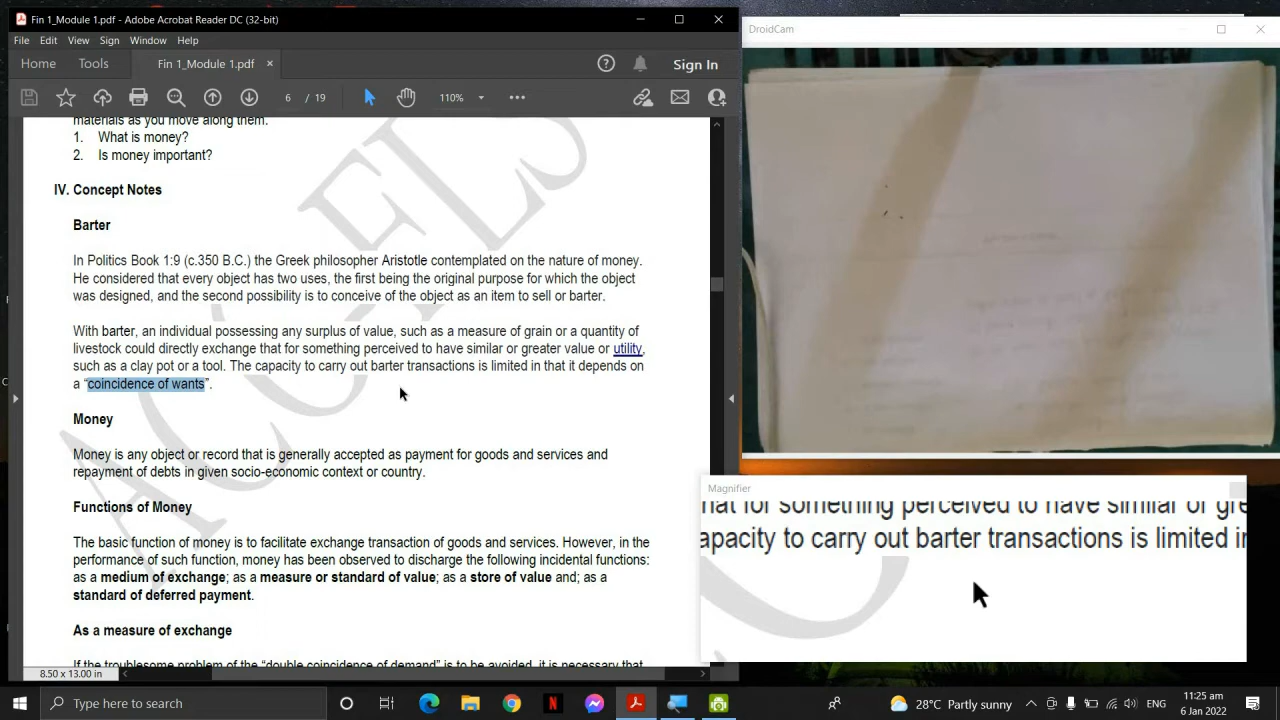 Fin 1_Module 1.pdf - Adobe Acrobat Reader DC (32-bit)
File Edit View Sign Window Help
Home Tools Fin 1_Module 1.pdf × Sign In
6 / 19 110%
materials as you move along them.
1. What is money?
2. Is money important?
IV. Concept Notes
Barter
In Politics Book 1:9 (c.350 B.C.) the Greek philosopher Aristotle contemplated on the nature of money.
He considered that every object has two uses, the first being the original purpose for which the object
was designed, and the second possibility is to conceive of the object as an item to sell or barter.
With barter, an individual possessing any surplus of value, such as a measure of grain or a quantity of
livestock could directly exchange that for something perceived to have similar or greater value or utility,
such as a clay pot or a tool. The capacity to carry out barter transactions is limited in that it depends on
a “coincidence of wants”.
Money
Money is any object or record that is generally accepted as payment for goods and services and
repayment of debts in given socio-economic context or country.
Functions of Money
The basic function of money is to facilitate exchange transaction of goods and services. However, in the
performance of such function, money has been observed to discharge the following incidental functions:
as a medium of exchange; as a measure or standard of value; as a store of value and; as a
standard of deferred payment.
As a measure of exchange
If the troublesome problem of the “double coincidence of demand” is to be avoided, it is necessary that
8.50 x 13.00 in
ACCELS
DroidCam
Magnifier
hat for something perceived to have similar or gre
apacity to carry out barter transactions is limited in
Type here to search
28°C Partly sunny
ENG
11:25 am
6 Jan 2022